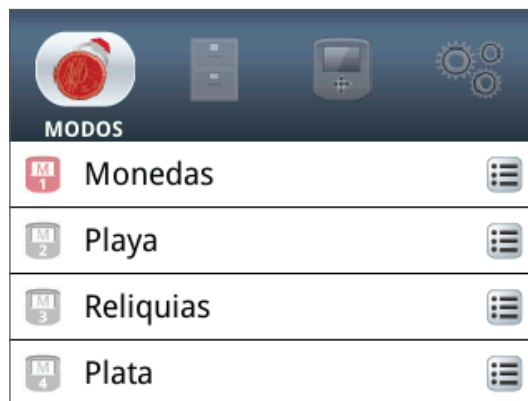 MODOS
M 1 Monedas
M 2 Playa
M 3 Reliquias
M 4 Plata